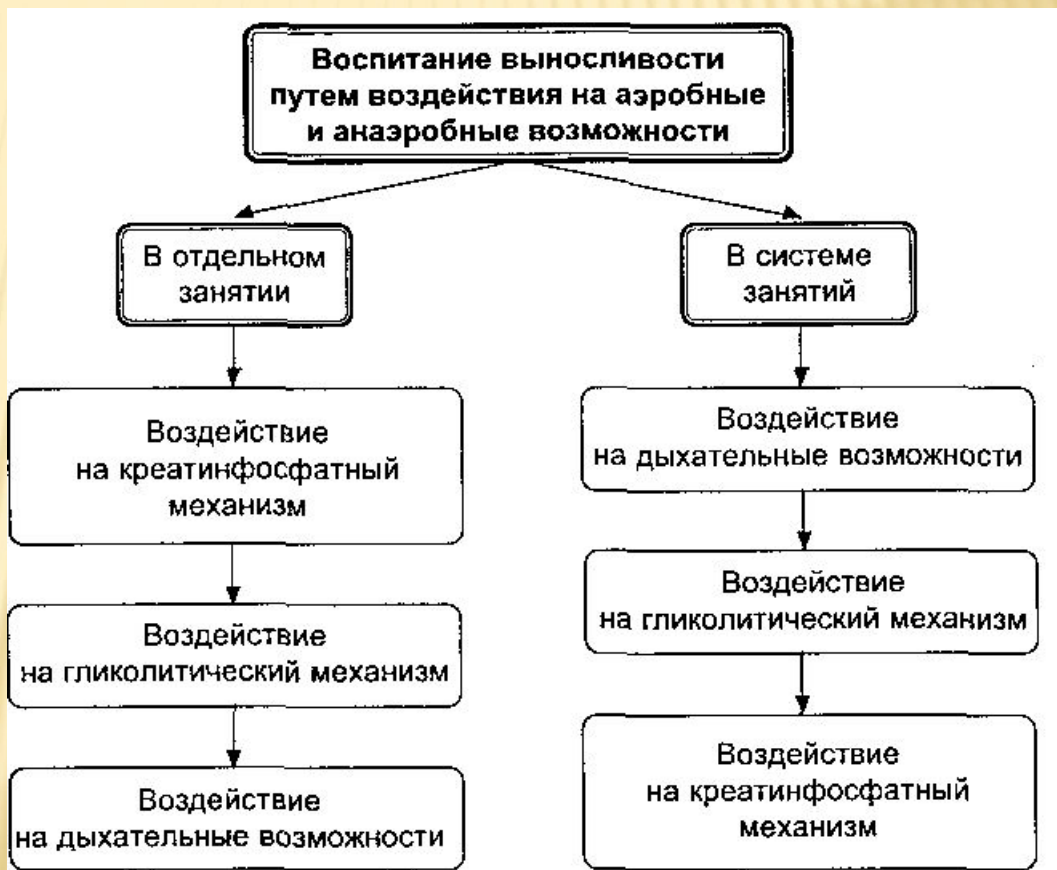 Воспитание выносливости
путем воздействия на аэробные
и анаэробные возможности
В отдельном
занятии
В системе
занятий
Воздействие
на креатинфосфатный
механизм
Воздействие
на гликолитический механизм
Воздействие
на дыхательные возможности
Воздействие
на дыхательные возможности
Воздействие
на гликолитический механизм
Воздействие
на креатинфосфатный
механизм